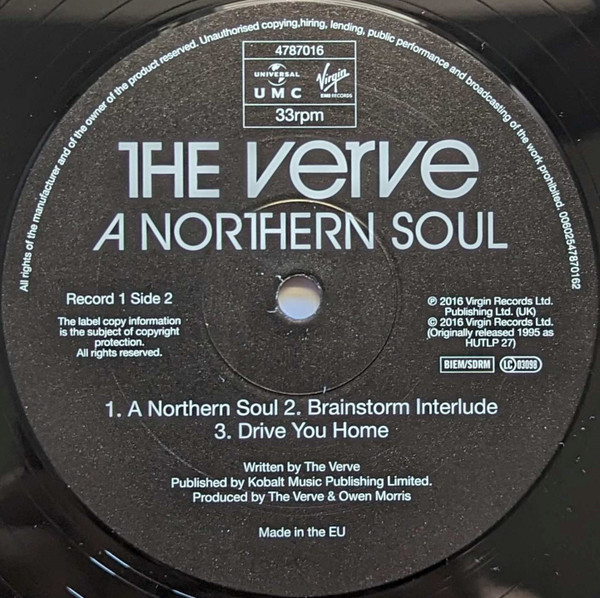 All rights of the manufacturer and of the owner of the product reserved. Unauthorised copying,hiring, lending, public performance and broadcasting of the work prohibited. 00602547870162
4787016
UNIVERSAL
UMC
Virgin
EMI RECORDS
33rpm
THE verve
A NORTHERN SOUL
Record 1 Side 2
The label copy information
is the subject of copyright
protection.
All rights reserved.
℗ 2016 Virgin Records Ltd.
Publishing Ltd. (UK)
© 2016 Virgin Records Ltd.
(Originally released 1995 as
HUTLP 27)
BIEM/SDRM
LC 03098
1. A Northern Soul 2. Brainstorm Interlude
3. Drive You Home
Written by The Verve
Published by Kobalt Music Publishing Limited.
Produced by The Verve & Owen Morris
Made in the EU